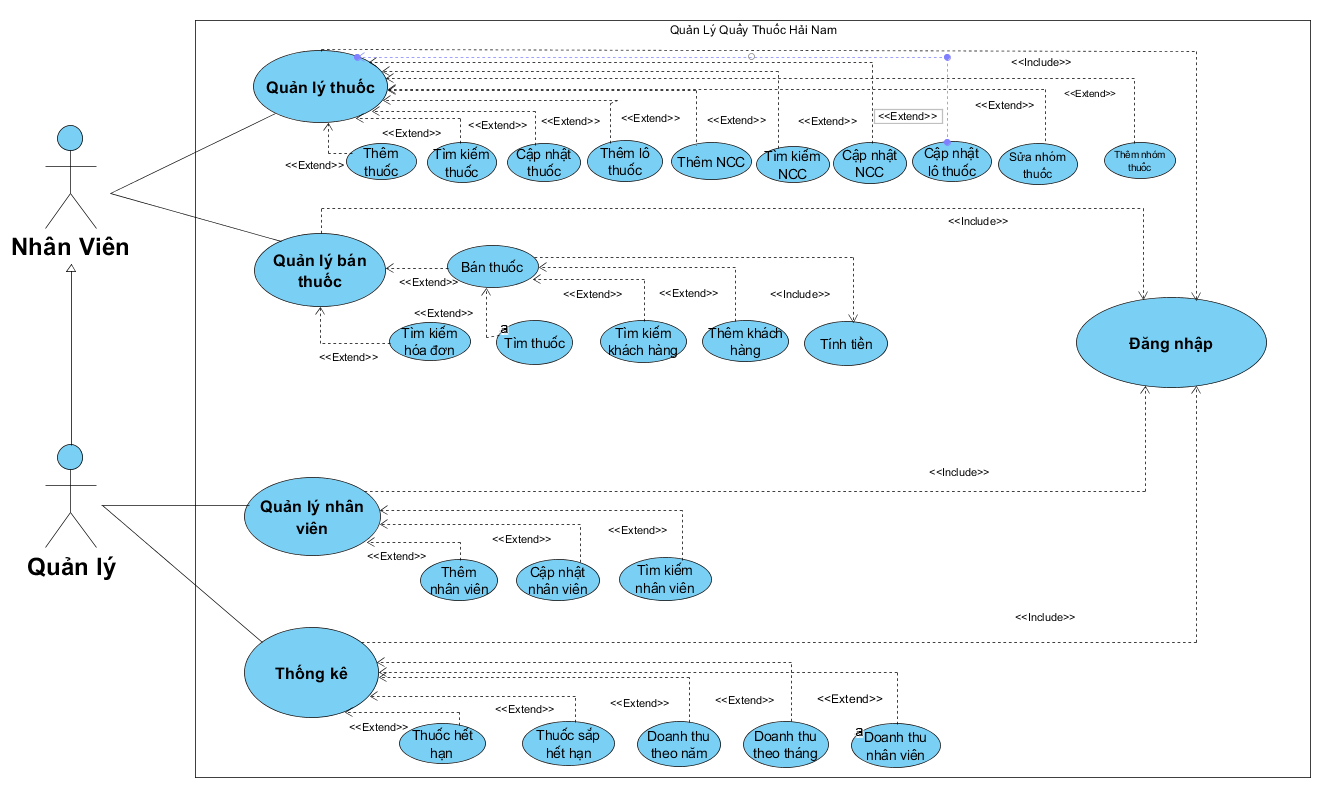 Quản Lý Quầy Thuốc Hải Nam
<<Include>>
Quản lý thuốc
<<Extend>>
<<Extend>>
<<Extend>>
<<Extend>>
<<Extend>>
<<Extend>>
<<Extend>>
<<Extend>>
<<Extend>>
<<Extend>>
Thêm
thuốc
Tìm kiếm
thuốc
Cập nhật
thuốc
Thêm lô
thuốc
Thêm NCC
Tìm kiếm
NCC
Cập nhật
NCC
Cập nhật
lô thuốc
Sửa nhóm
thuốc
Thêm nhóm
thuốc
Nhân Viên
<<Include>>
Quản lý bán
thuốc
Bán thuốc
<<Extend>>
<<Extend>>
<<Extend>>
<<Include>>
<<Extend>>
<<Extend>>
Tìm kiếm
hóa đơn
a
Tìm thuốc
Tìm kiếm
khách hàng
Thêm khách
hàng
Tính tiền
Đăng nhập
<<Include>>
Quản lý nhân
viên
<<Extend>>
<<Extend>>
<<Extend>>
Thêm
nhân viên
Cập nhật
nhân viên
Tìm kiếm
nhân viên
Quản lý
<<Include>>
Thống kê
<<Extend>>
<<Extend>>
<<Extend>>
<<Extend>>
<<Extend>>
Thuốc hết
hạn
Thuốc sắp
hết hạn
Doanh thu
theo năm
Doanh thu
theo tháng
a
Doanh thu
nhân viên